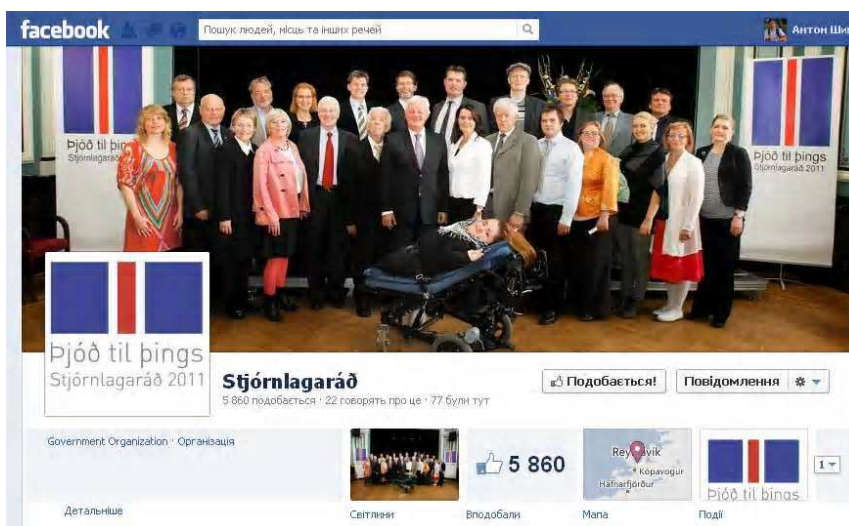 facebook
Пошук людей, місць та інших речей
Антон
Þjóð til þings
Stjórnlagaráð 2011
Þjóð til þings
Stjórnlagaráð 2011
Þjóð til þings
Stjórnlagaráð 2011
Stjórnlagaráð
5 860 подобається · 22 говорять про це · 77 були тут
Подобається!
Повідомлення
Government Organization · Організація
5 860
Reykjavik
Kópavogur
Hafnarfjörður
Þjóð til þings
1
Детальніше
Світлини
Вподобали
Мапа
Події